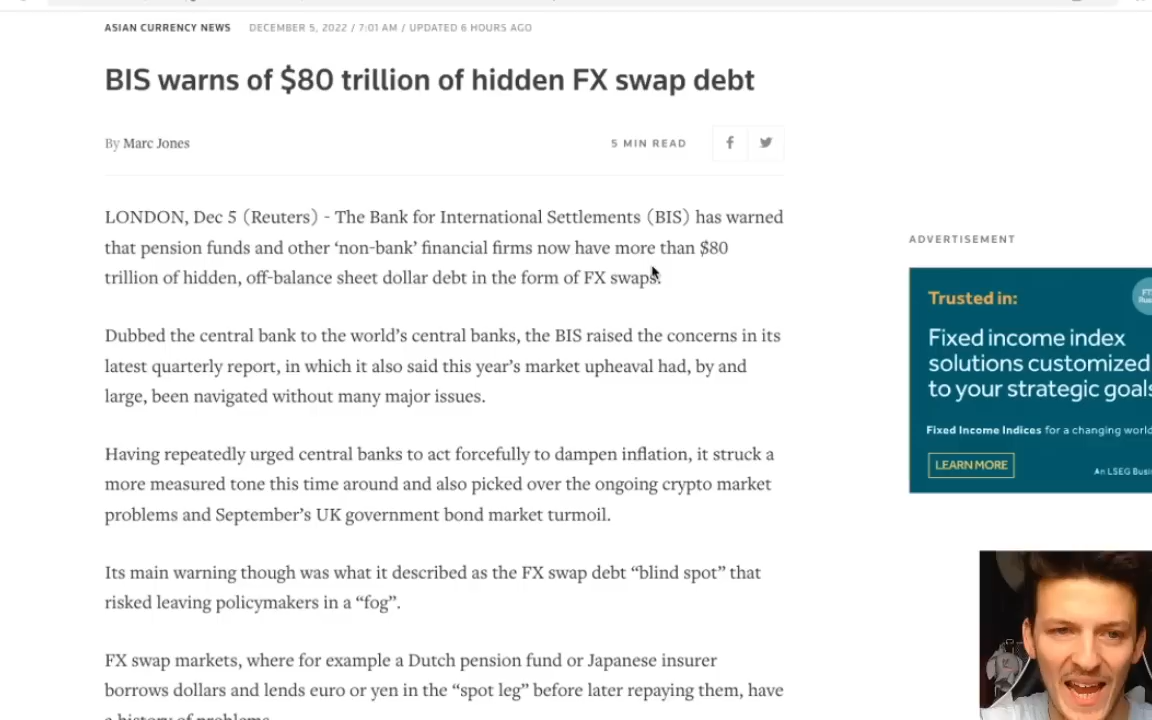 ASIAN CURRENCY NEWS DECEMBER 5, 2022 / 7:01 AM / UPDATED 6 HOURS AGO
BIS warns of $80 trillion of hidden FX swap debt
By Marc Jones
5 MIN READ
LONDON, Dec 5 (Reuters) - The Bank for International Settlements (BIS) has warned
that pension funds and other ‘non-bank’ financial firms now have more than $80
trillion of hidden, off-balance sheet dollar debt in the form of FX swaps.
Dubbed the central bank to the world’s central banks, the BIS raised the concerns in its
latest quarterly report, in which it also said this year’s market upheaval had, by and
large, been navigated without many major issues.
Having repeatedly urged central banks to act forcefully to dampen inflation, it struck a
more measured tone this time around and also picked over the ongoing crypto market
problems and September’s UK government bond market turmoil.
Its main warning though was what it described as the FX swap debt “blind spot” that
risked leaving policymakers in a “fog”.
FX swap markets, where for example a Dutch pension fund or Japanese insurer
borrows dollars and lends euro or yen in the “spot leg” before later repaying them, have
a history of problems.
ADVERTISEMENT
Trusted in:
Fixed income index
solutions customized
to your strategic goals
Fixed Income Indices for a changing world
LEARN MORE
An LSEG Busi